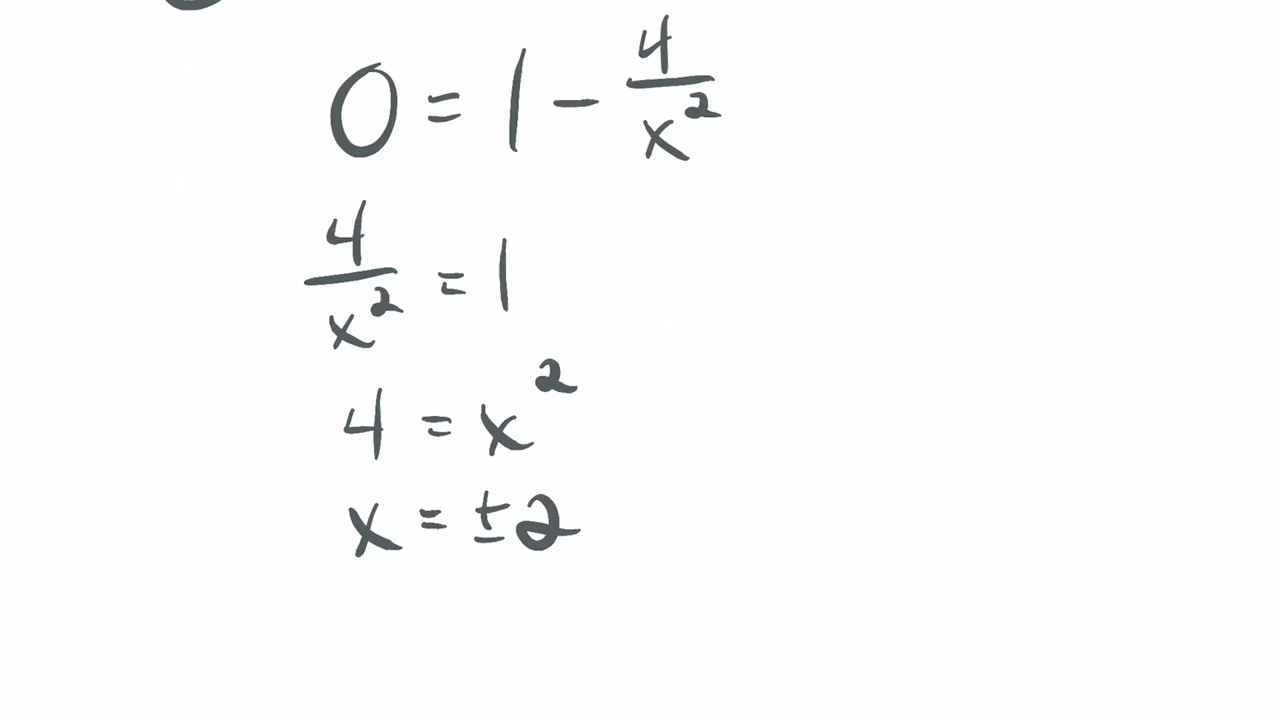 0 = 1 - 4/x²
4/x² = 1
4 = x²
x = ±2